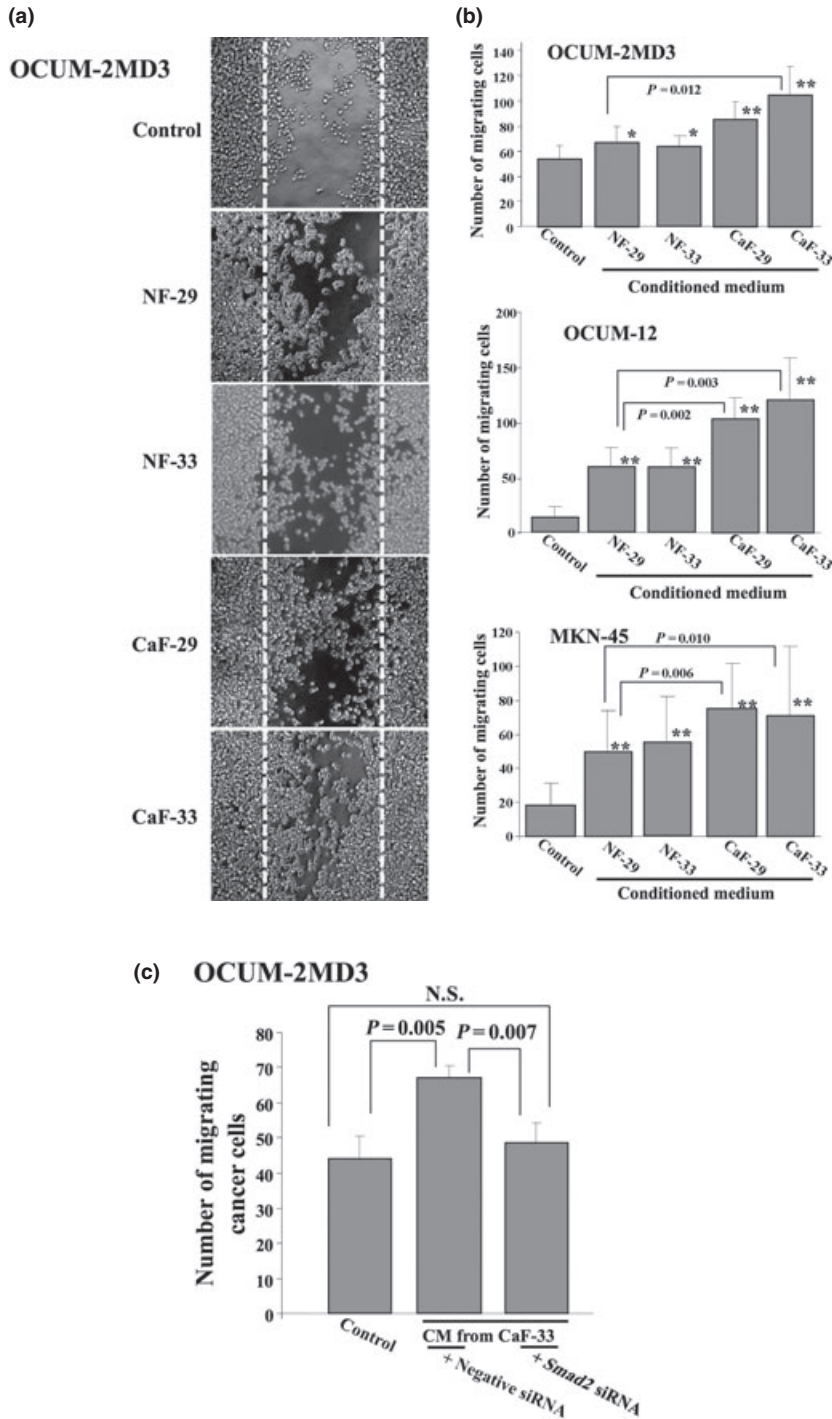 (a)
OCUM-2MD3
Control
NF-29
NF-33
CaF-29
CaF-33
(b)
OCUM-2MD3
Number of migrating cells
140
120
100
80
60
40
20
0
P = 0.012
*
*
**
**
Control
NF-29
NF-33
CaF-29
CaF-33
Conditioned medium
OCUM-12
Number of migrating cells
200
150
100
50
0
P = 0.003
P = 0.002
**
**
**
**
Control
NF-29
NF-33
CaF-29
CaF-33
Conditioned medium
MKN-45
Number of migrating cells
120
100
80
60
40
20
0
P = 0.010
P = 0.006
**
**
**
**
Control
NF-29
NF-33
CaF-29
CaF-33
Conditioned medium
(c)
OCUM-2MD3
N.S.
P = 0.005
P = 0.007
Number of migrating
cancer cells
80
70
60
50
40
30
20
10
0
Control
CM from CaF-33
+ Negative siRNA
+ Smad2 siRNA